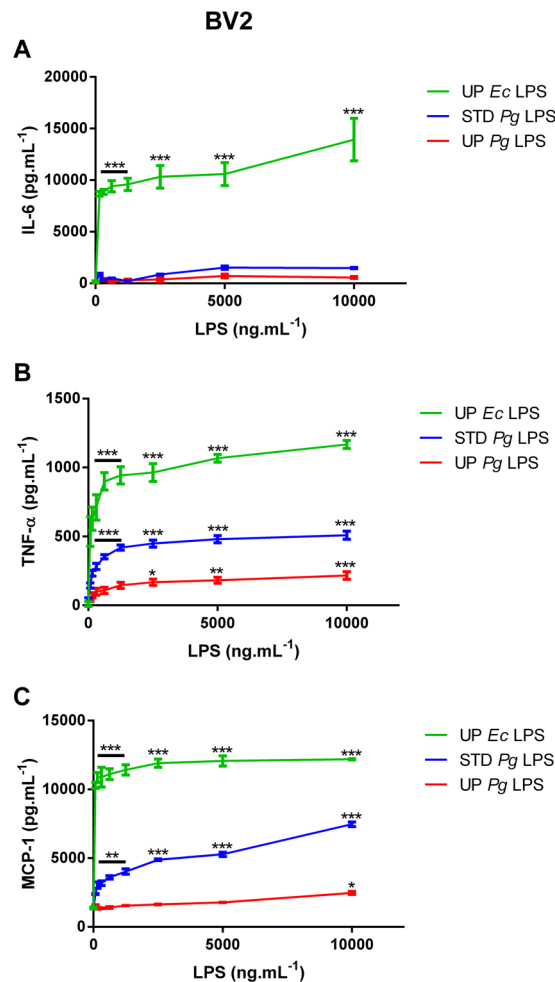 BV2
A
20000
15000
10000
5000
0
IL-6 (pg.mL⁻¹)
***
***
***
***
0
5000
10000
LPS (ng.mL⁻¹)
UP Ec LPS
STD Pg LPS
UP Pg LPS
B
1500
1000
500
0
TNF-α (pg.mL⁻¹)
***
***
***
***
***
***
***
***
*
**
***
0
5000
10000
LPS (ng.mL⁻¹)
UP Ec LPS
STD Pg LPS
UP Pg LPS
C
15000
10000
5000
0
MCP-1 (pg.mL⁻¹)
***
***
***
***
**
***
***
***
*
0
5000
10000
LPS (ng.mL⁻¹)
UP Ec LPS
STD Pg LPS
UP Pg LPS